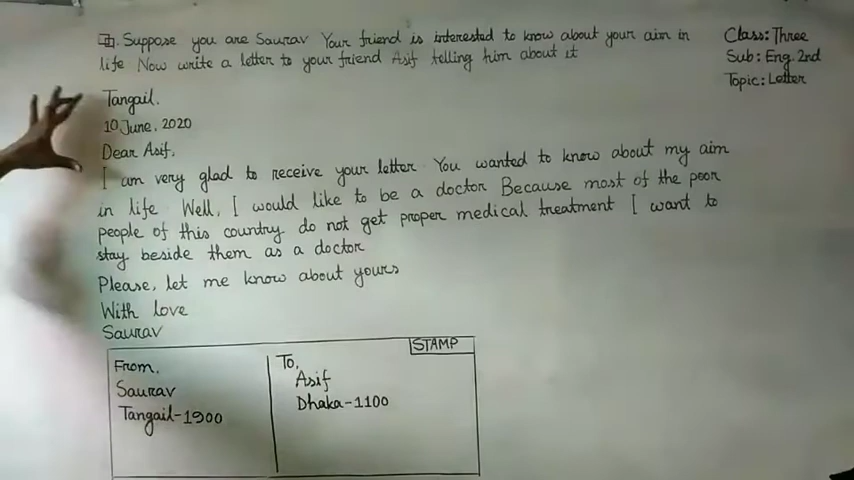 Suppose you are Saurav Your friend is interested to know about your aim in
life Now write a letter to your friend Asif telling him about it
Class: Three
Sub: Eng. 2nd
Topic: Letter
Tangail.
10 June, 2020
Dear Asif,
I am very glad to receive your letter You wanted to know about my aim
in life Well, I would like to be a doctor Because most of the poor
people of this country do not get proper medical treatment I want to
stay beside them as a doctor
Please, let me know about yours
With love
Saurav
From,
Saurav
Tangail-1900
STAMP
To,
Asif
Dhaka-1100